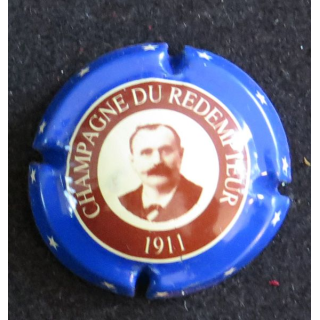 CHAMPAGNE DU REDEMPTEUR
1911